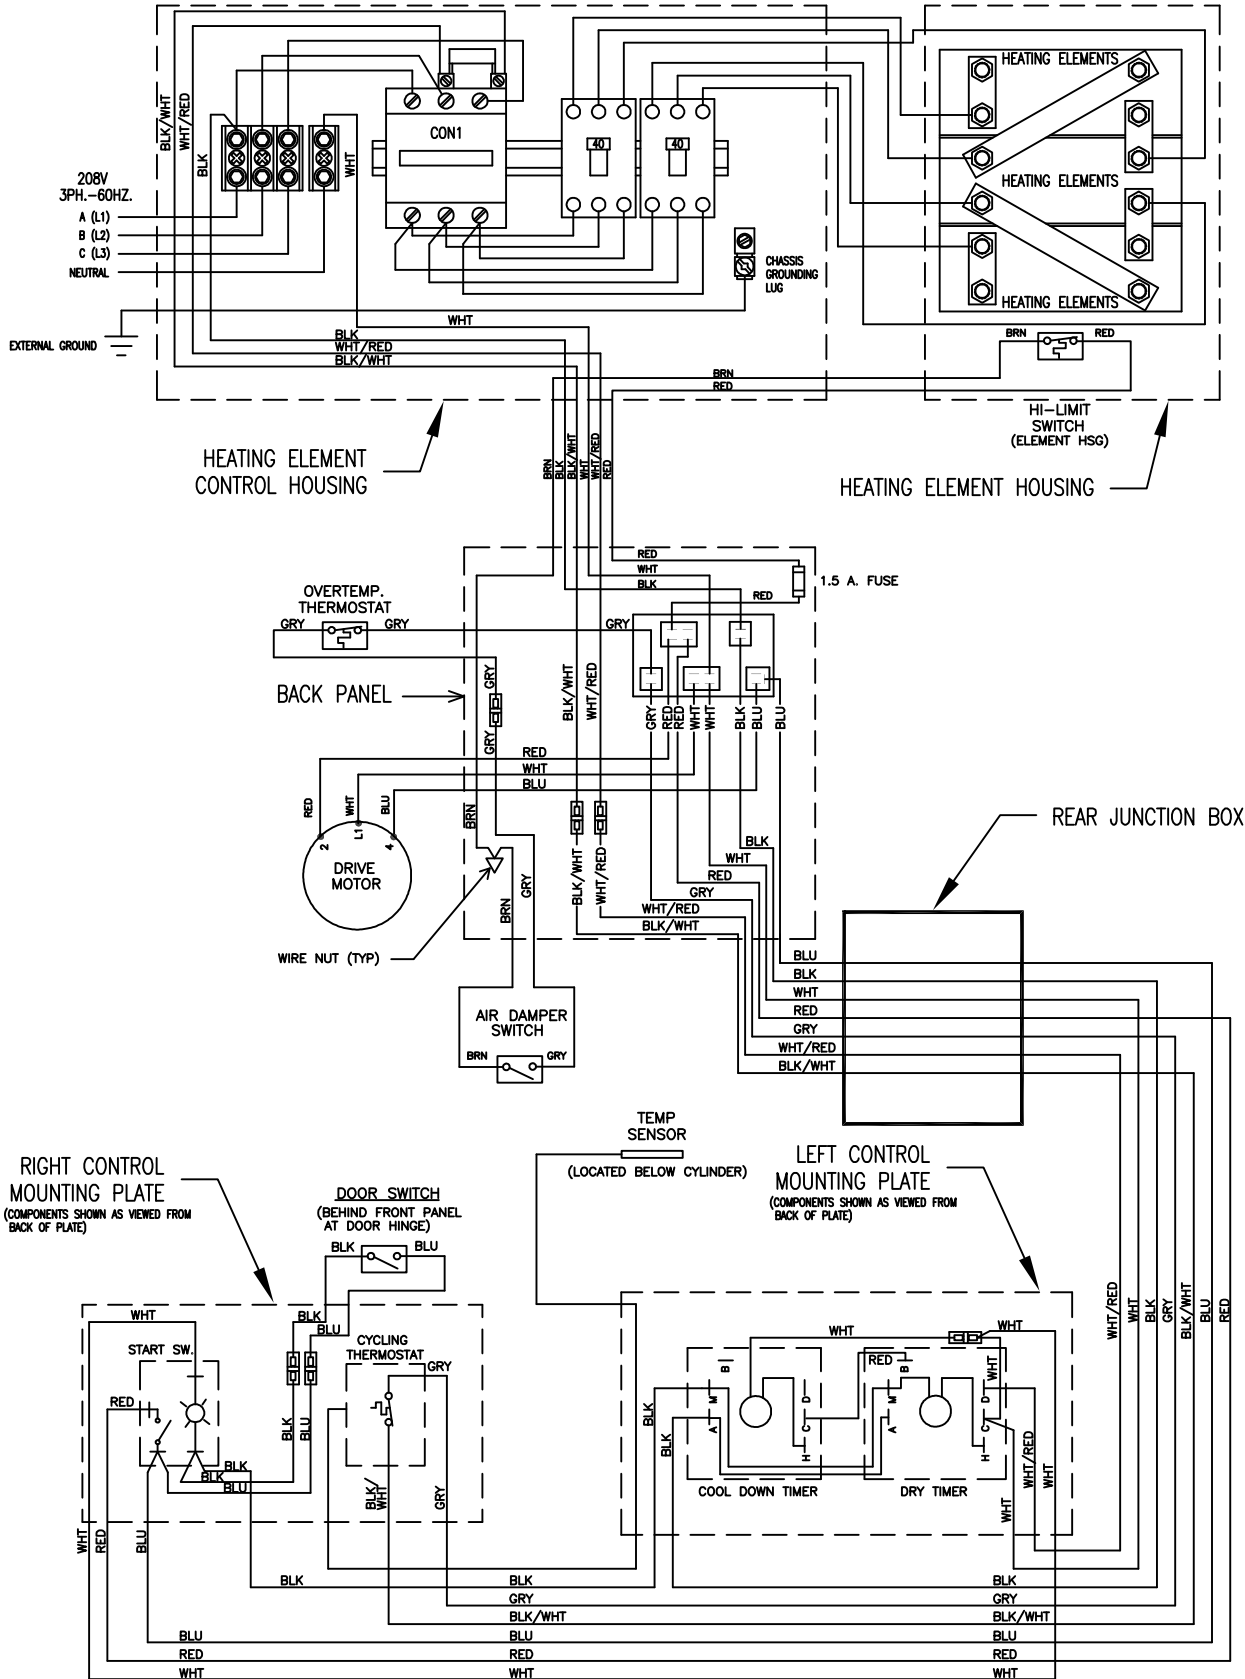 HEATING ELEMENTS
BLK/WHT
WHT/RED
BLK
WHT
CON1
40
40
208V
3PH.-60HZ.
A (L1)
B (L2)
C (L3)
NEUTRAL
HEATING ELEMENTS
CHASSIS
GROUNDING
LUG
HEATING ELEMENTS
EXTERNAL GROUND
WHT
BLK
WHT/RED
BLK/WHT
BRN
RED
BRN
RED
HI-LIMIT
SWITCH
(ELEMENT HSG)
HEATING ELEMENT
CONTROL HOUSING
BRN
BLK
BLK/WHT
WHT
WHT/RED
RED
HEATING ELEMENT HOUSING
RED
WHT
BLK
1.5 A. FUSE
RED
OVERTEMP.
THERMOSTAT
GRY
GRY
GRY
GRY
BACK PANEL
BLK/WHT
WHT/RED
GRY
RED
RED
WHT
WHT
BLK
BLU
BLU
GRY
RED
WHT
BLU
RED
WHT
BLU
BRN
2
L1
4
DRIVE
MOTOR
REAR JUNCTION BOX
BLK
WHT
RED
GRY
WHT/RED
BLK/WHT
BLK/WHT
WHT/RED
BRN
GRY
WIRE NUT (TYP)
BLU
BLK
WHT
RED
GRY
WHT/RED
BLK/WHT
AIR DAMPER
SWITCH
BRN
GRY
TEMP
SENSOR
(LOCATED BELOW CYLINDER)
RIGHT CONTROL
MOUNTING PLATE
(COMPONENTS SHOWN AS VIEWED FROM
BACK OF PLATE)
DOOR SWITCH
(BEHIND FRONT PANEL
AT DOOR HINGE)
BLK
BLU
LEFT CONTROL
MOUNTING PLATE
(COMPONENTS SHOWN AS VIEWED FROM
BACK OF PLATE)
WHT/RED
WHT
BLK
GRY
BLK/WHT
BLU
RED
WHT
BLK
BLU
START SW.
CYCLING
THERMOSTAT
GRY
RED
BLK
BLU
BLK
BLK
BLU
BLK/
WHT
GRY
WHT
WHT
WHT
RED
B
B
M
D
A
C
H
M
D
A
C
H
BLK
BLK
COOL DOWN TIMER
DRY TIMER
WHT/RED
WHT
WHT
WHT
RED
BLU
BLK
BLK
BLK
GRY
GRY
BLK/WHT
BLK/WHT
BLU
BLU
BLU
RED
RED
RED
WHT
WHT
WHT